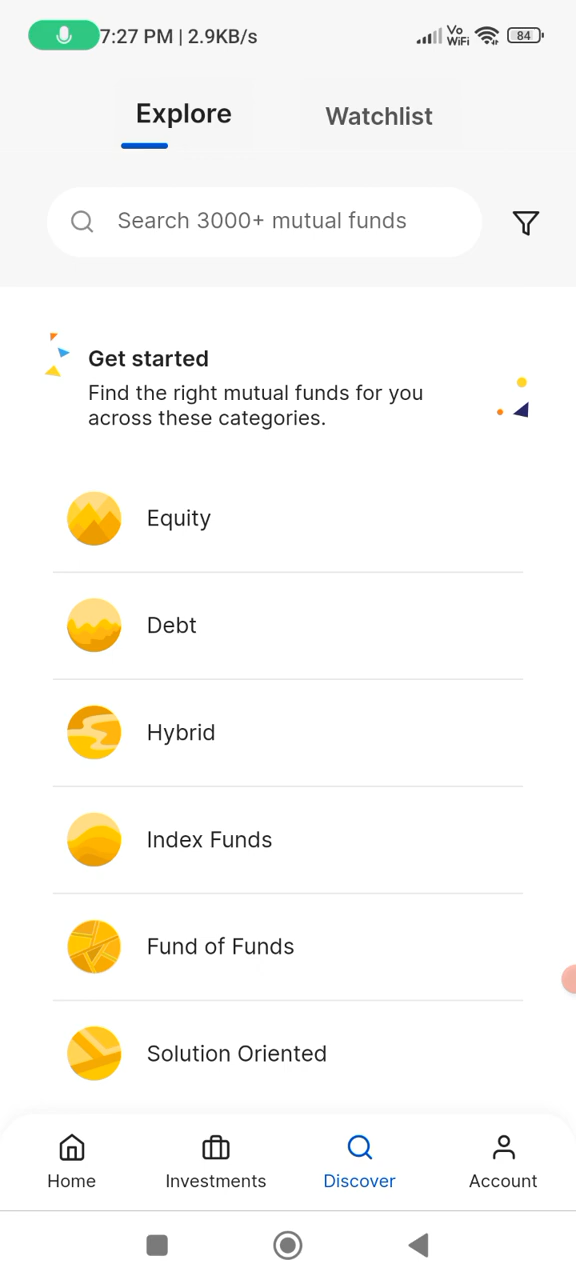 7:27 PM | 2.9KB/s
Vo
WiFi
84
Explore
Watchlist
Search 3000+ mutual funds
Get started
Find the right mutual funds for you
across these categories.
Equity
Debt
Hybrid
Index Funds
Fund of Funds
Solution Oriented
Home
Investments
Discover
Account